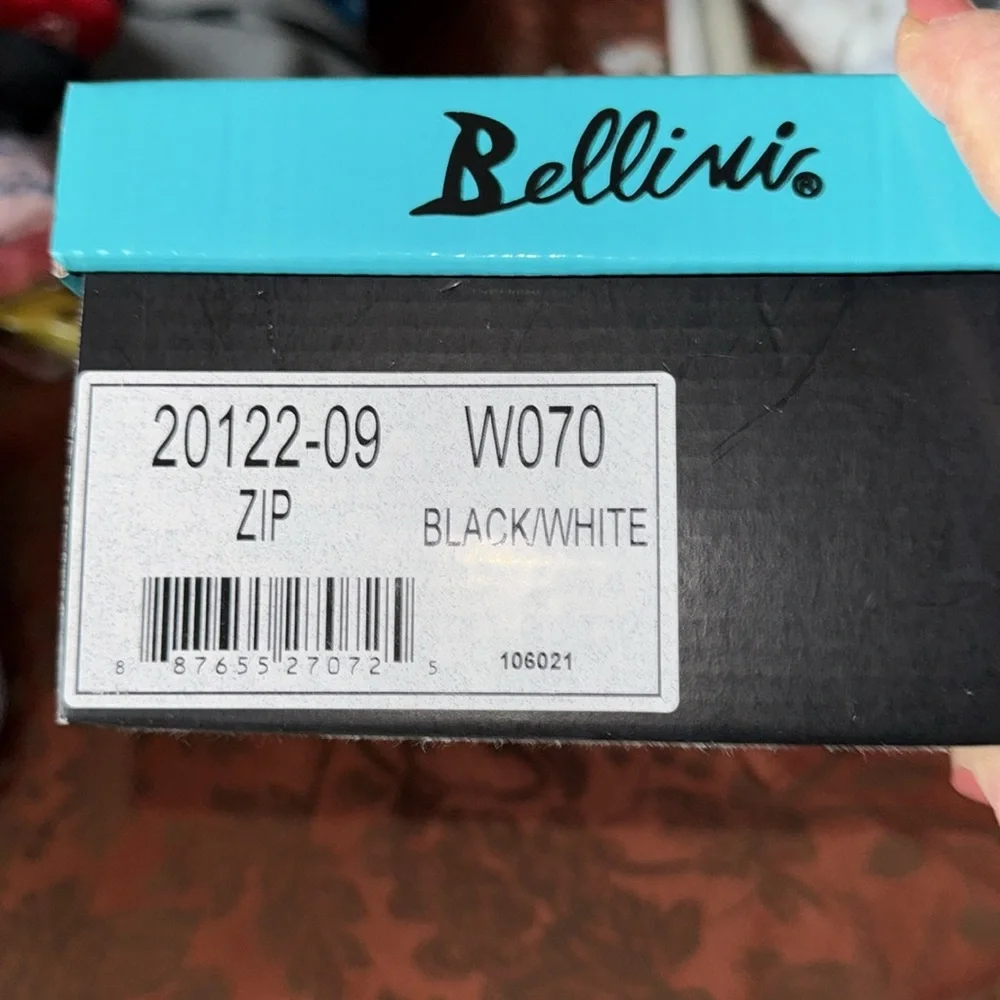 Bellini®
20122-09 W070
ZIP BLACK/WHITE
8 87655 27072 5 106021